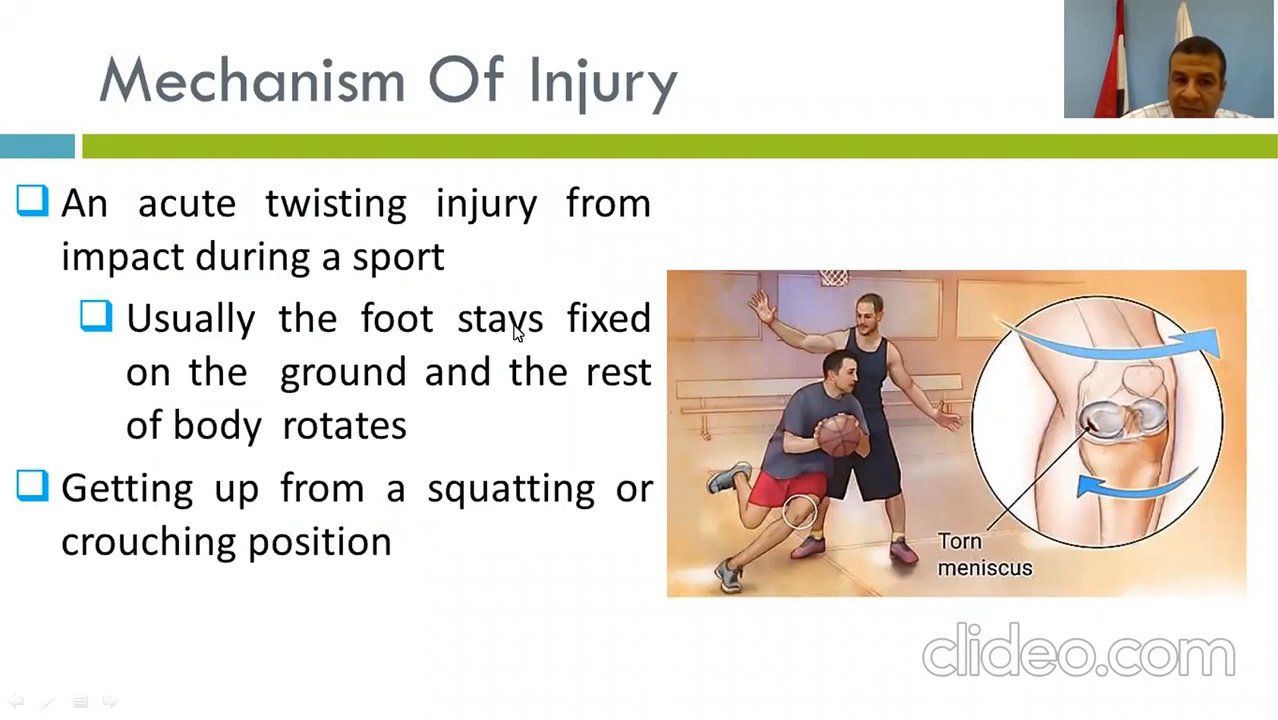 Mechanism Of Injury
An acute twisting injury from
impact during a sport
Usually the foot stays fixed
on the ground and the rest
of body rotates
Getting up from a squatting or
crouching position
Torn
meniscus
clideo.com